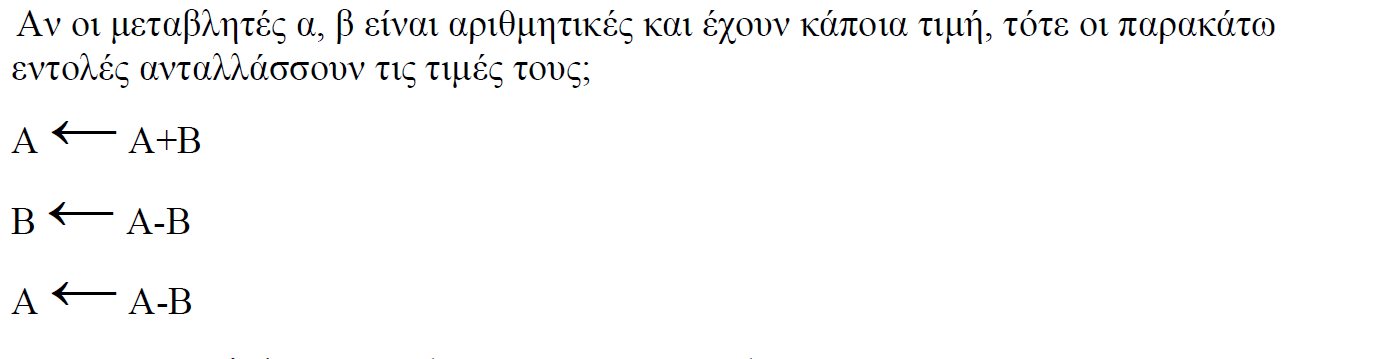 Αν οι μεταβλητές α, β είναι αριθμητικές και έχουν κάποια τιμή, τότε οι παρακάτω
εντολές ανταλλάσσουν τις τιμές τους;
Α ← Α+Β
Β ← Α-Β
Α ← Α-Β